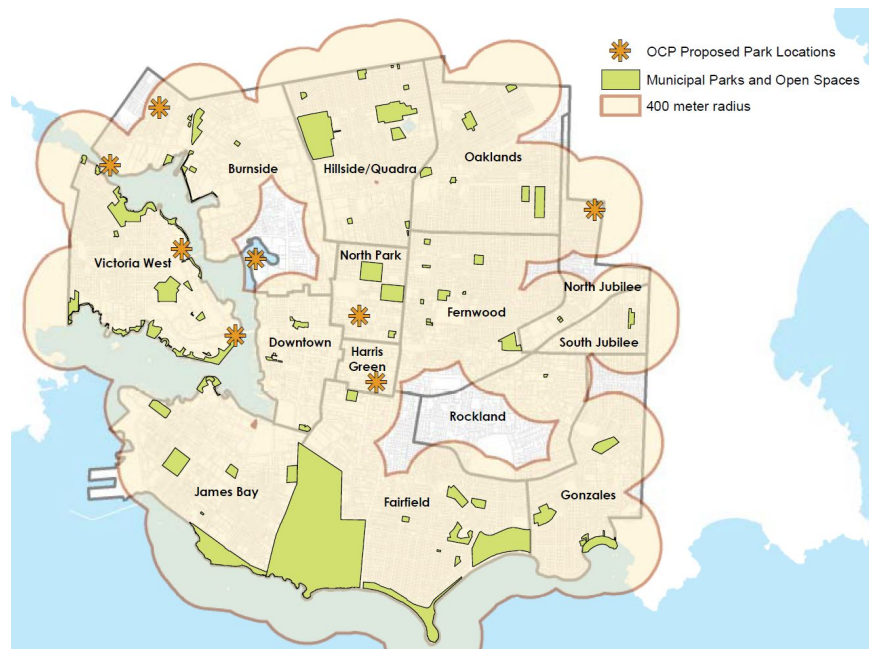 OCP Proposed Park Locations
Municipal Parks and Open Spaces
400 meter radius
Burnside
Hillside/Quadra
Oaklands
Victoria West
North Park
North Jubilee
Fernwood
South Jubilee
Downtown
Harris
Green
Rockland
James Bay
Fairfield
Gonzales